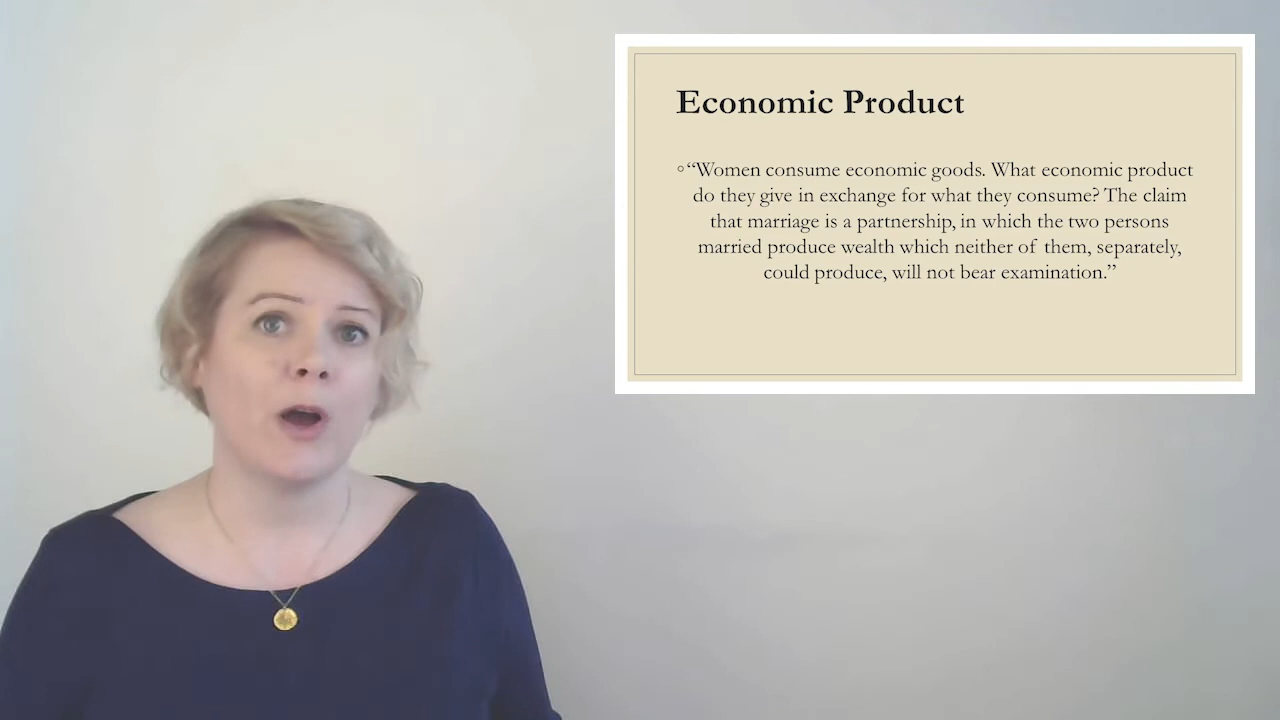 Economic Product
◦“Women consume economic goods. What economic product
do they give in exchange for what they consume? The claim
that marriage is a partnership, in which the two persons
married produce wealth which neither of them, separately,
could produce, will not bear examination.”